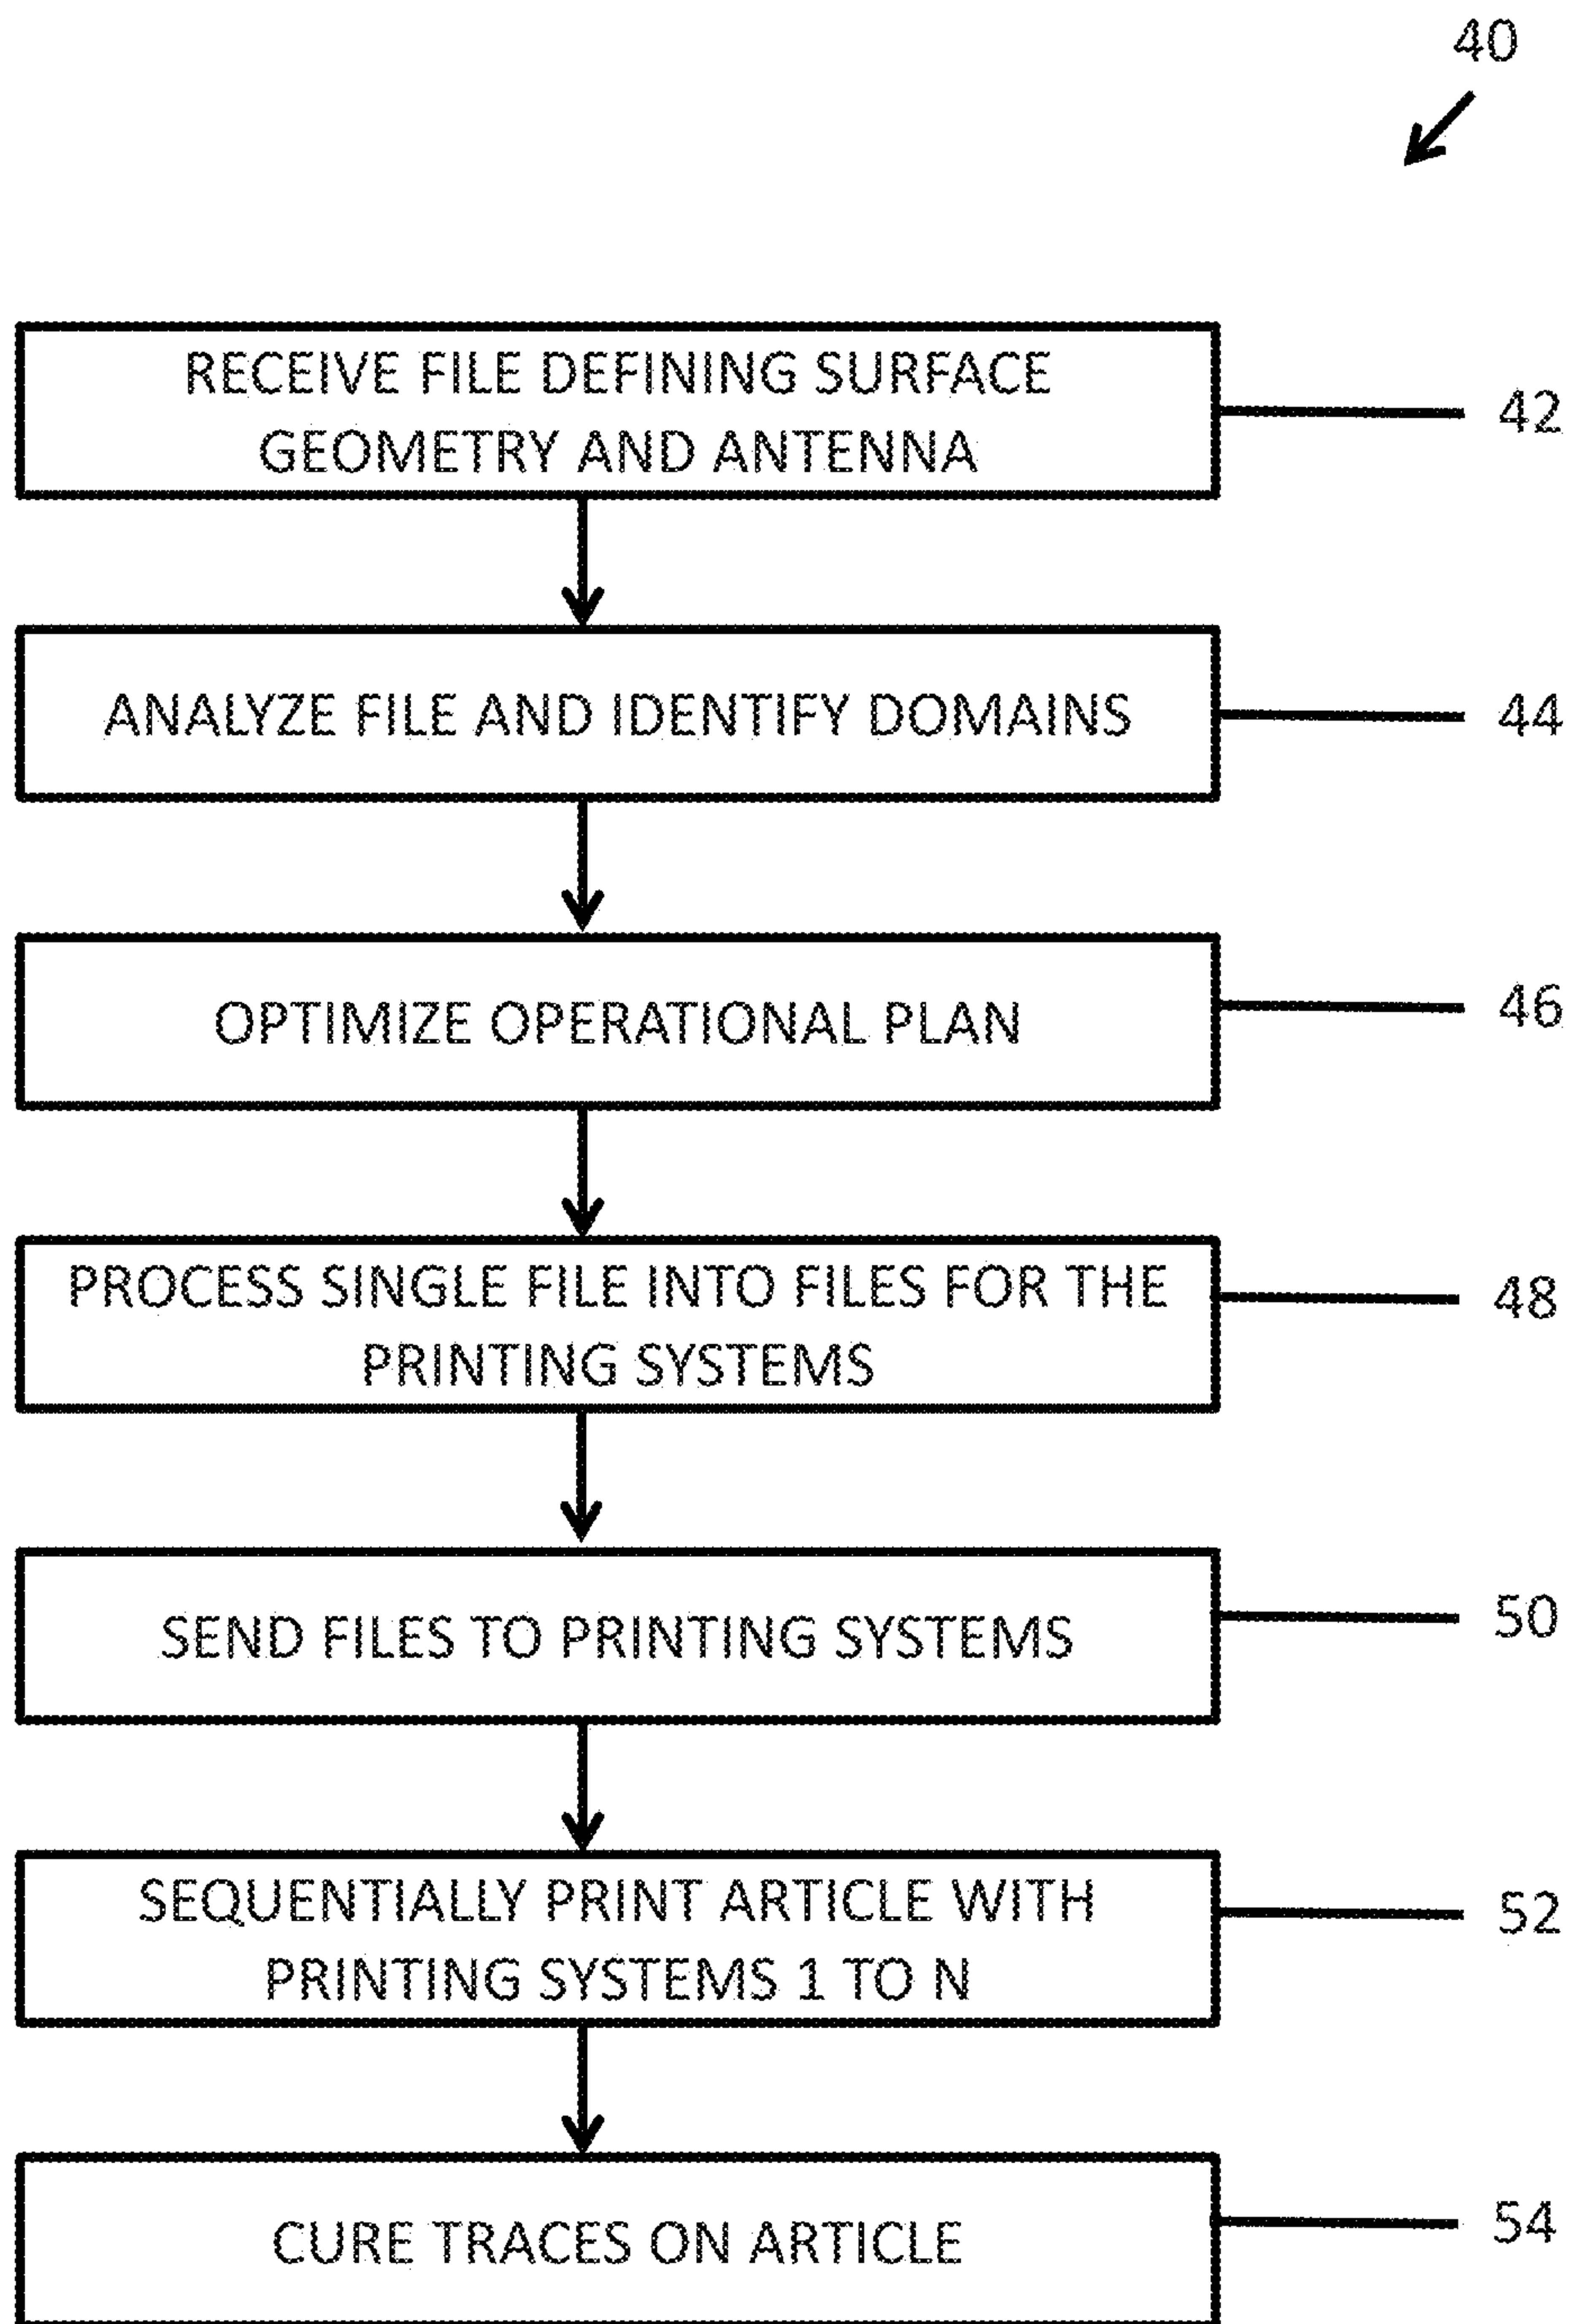 40
RECEIVE FILE DEFINING SURFACE
GEOMETRY AND ANTENNA
42
ANALYZE FILE AND IDENTIFY DOMAINS
44
OPTIMIZE OPERATIONAL PLAN
46
PROCESS SINGLE FILE INTO FILES FOR THE
PRINTING SYSTEMS
48
SEND FILES TO PRINTING SYSTEMS
50
SEQUENTIALLY PRINT ARTICLE WITH
PRINTING SYSTEMS 1 TO N
52
CURE TRACES ON ARTICLE
54